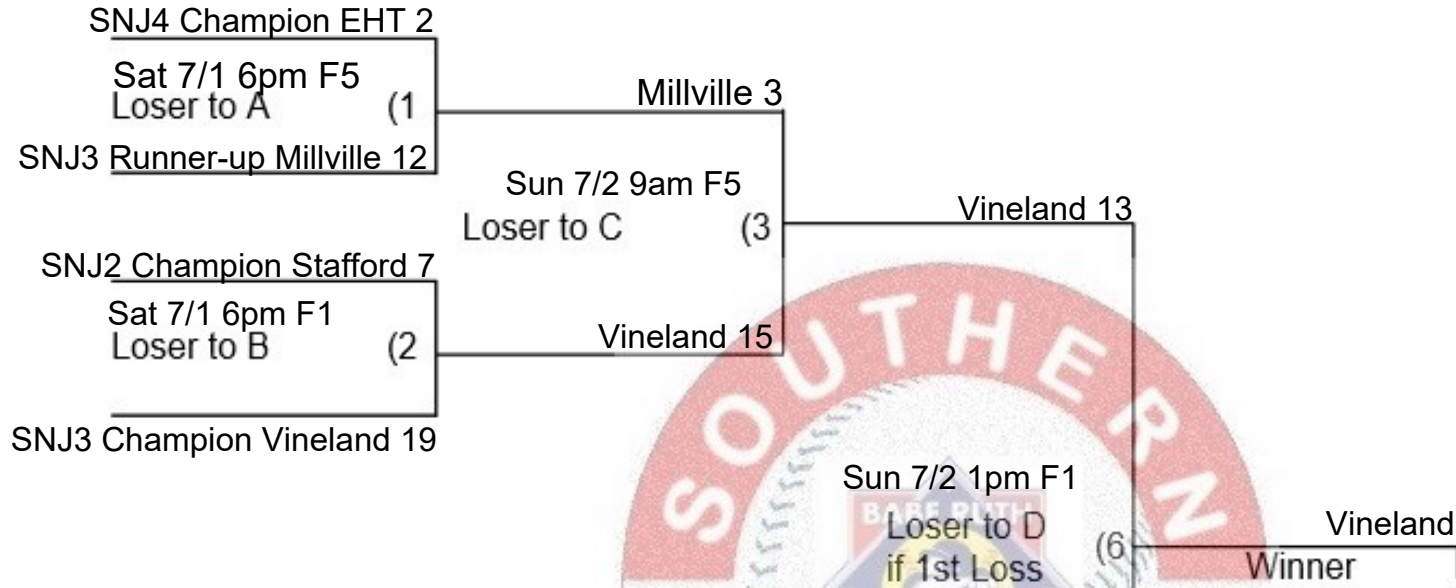 SNJ4 Champion EHT 2
Sat 7/1 6pm F5
Loser to A (1
SNJ3 Runner-up Millville 12
Millville 3
Sun 7/2 9am F5
Loser to C (3
SNJ2 Champion Stafford 7
Sat 7/1 6pm F1
Loser to B (2
SNJ3 Champion Vineland 19
Vineland 15
Vineland 13
SOUTHERN
BABE RUTH
Sun 7/2 1pm F1
Loser to D (6
if 1st Loss
Vineland
Winner